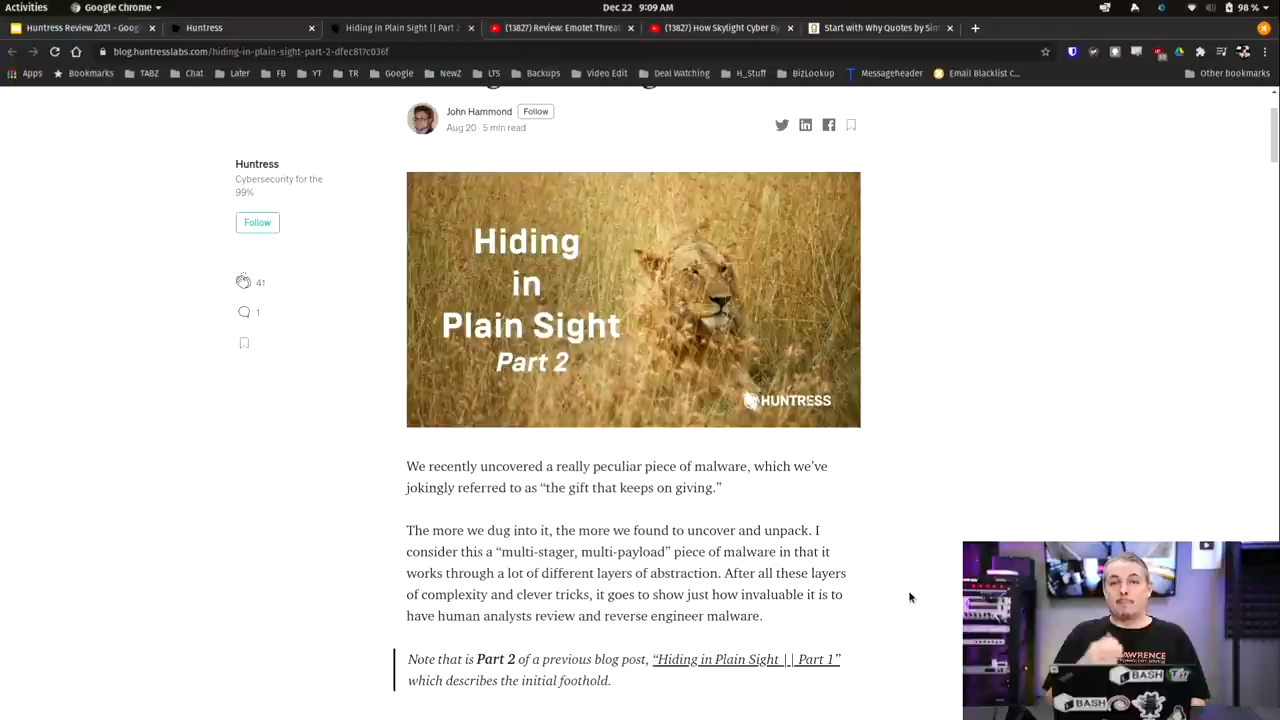 Activities
Google Chrome
Dec 22 9:09 AM
98 %
Huntress Review 2021 - Goog
Huntress
Hiding in Plain Sight || Part 2
(13827) Review: Emotet Threat
(13827) How Skylight Cyber By
Start with Why Quotes by Sim
blog.huntresslabs.com/hiding-in-plain-sight-part-2-dfec817c036f
Apps
Bookmarks
TABZ
Chat
Later
FB
YT
TR
Google
NewZ
LTS
Backups
Video Edit
Deal Watching
H_Stuff
BizLookup
Messageheader
Email Blacklist C...
Other bookmarks
John Hammond
Follow
Aug 20 · 5 min read
Huntress
Cybersecurity for the
99%
Follow
41
1
Hiding
in
Plain Sight
Part 2
HUNTRESS
We recently uncovered a really peculiar piece of malware, which we've
jokingly referred to as “the gift that keeps on giving.”
The more we dug into it, the more we found to uncover and unpack. I
consider this a “multi-stager, multi-payload” piece of malware in that it
works through a lot of different layers of abstraction. After all these layers
of complexity and clever tricks, it goes to show just how invaluable it is to
have human analysts review and reverse engineer malware.
Note that is Part 2 of a previous blog post, “Hiding in Plain Sight || Part 1”
which describes the initial foothold.
LAWRENCE
BASH
BASH